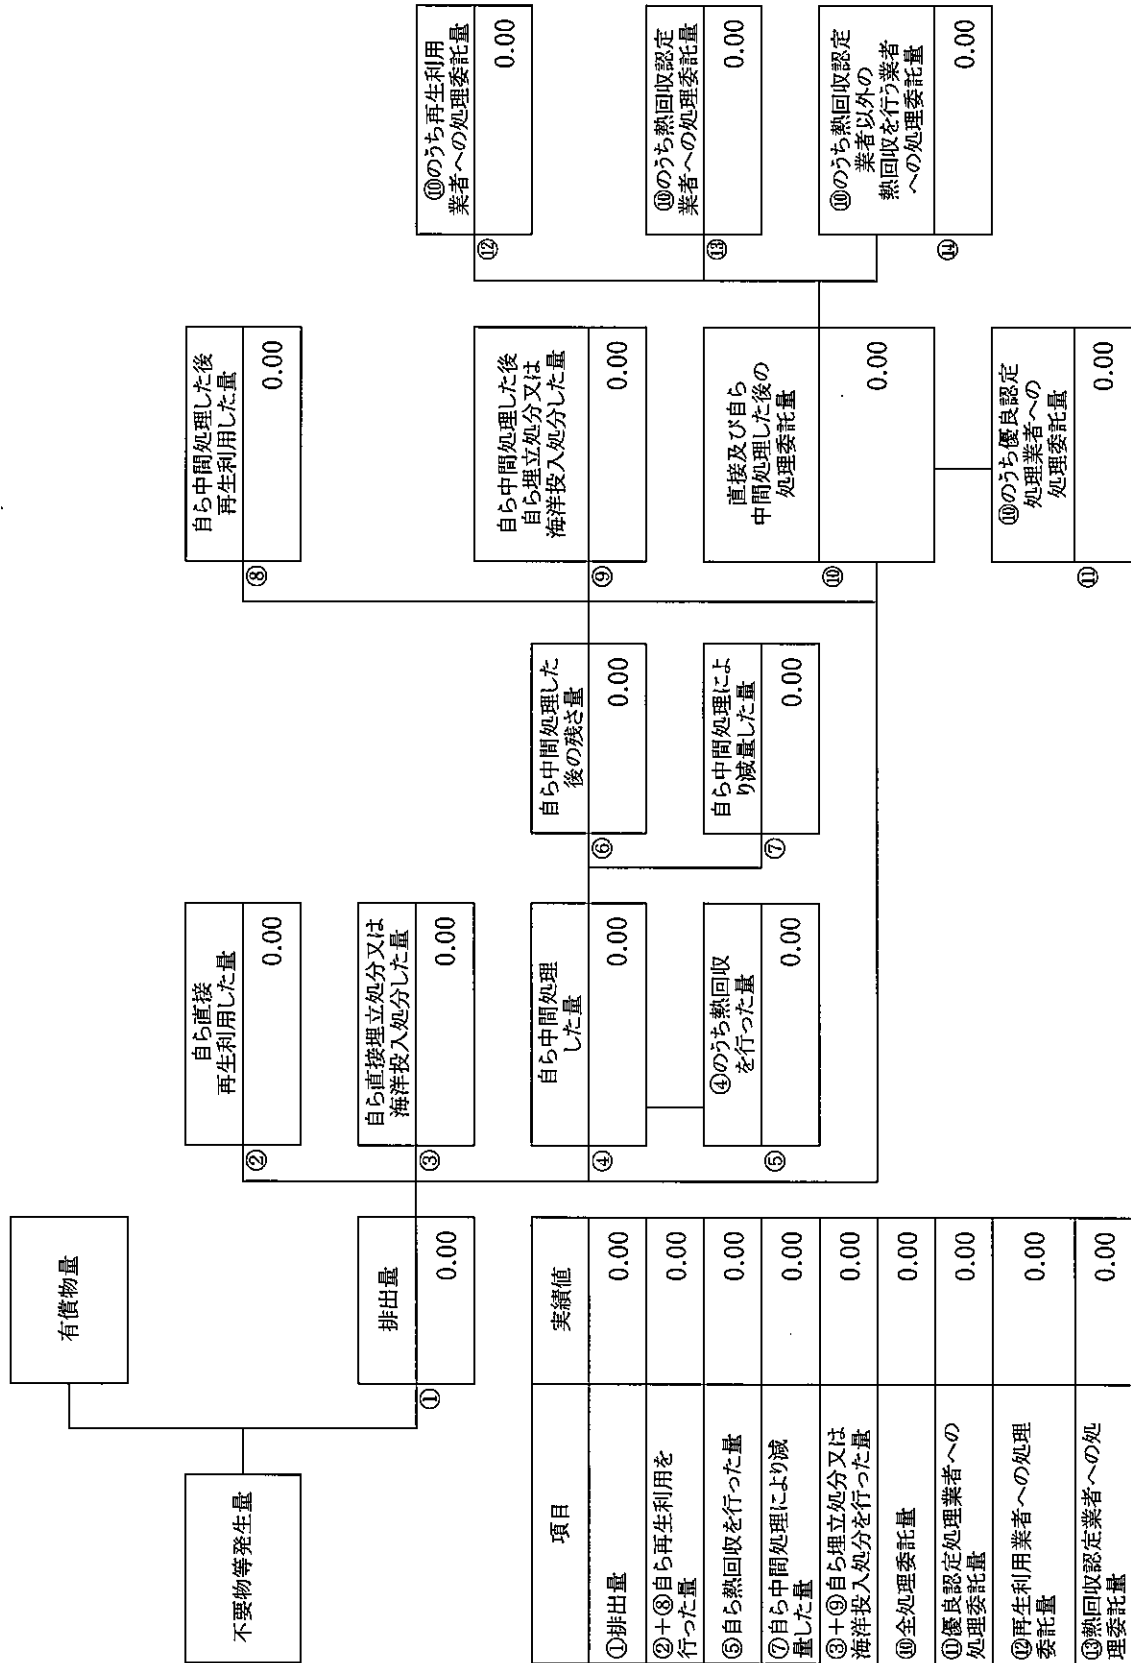 有償物量
不要物等発生量
排出量
①
0.00
自ら直接
再生利用した量
②
0.00
自ら直接埋立処分又は
海洋投入処分した量
③
0.00
自ら中間処理
した量
④
0.00
④のうち熱回収
を行った量
⑤
0.00
自ら中間処理した
後の残さ量
⑥
0.00
自ら中間処理によ
り減量した量
⑦
0.00
自ら中間処理した後
再生利用した量
⑧
0.00
自ら中間処理した後
自ら埋立処分又は
海洋投入処分した量
⑨
0.00
直接及び自ら
中間処理した後の
処理委託量
⑩
0.00
⑩のうち優良認定
処理業者への
処理委託量
⑪
0.00
⑩のうち再生利用
業者への処理委託量
⑫
0.00
⑩のうち熱回収認定
業者への処理委託量
⑬
0.00
⑩のうち熱回収認定
業者以外の
熱回収を行う業者
への処理委託量
⑭
0.00
項目 実績値
①排出量 0.00
②+⑧自ら再生利用を
行った量 0.00
⑤自ら熱回収を行った量 0.00
⑦自ら中間処理により減
量した量 0.00
③+⑨自ら埋立処分又は
海洋投入処分を行った量 0.00
⑩全処理委託量 0.00
⑪優良認定処理業者への
処理委託量 0.00
⑫再生利用業者への処理
委託量 0.00
⑬熱回収認定業者への処
理委託量 0.00